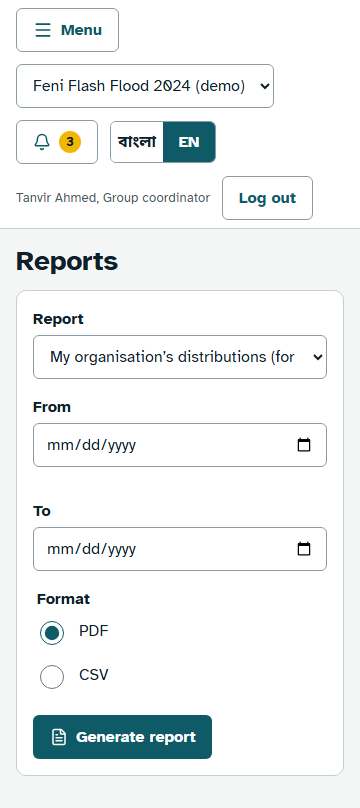 Menu
Feni Flash Flood 2024 (demo)
3
বাংলা EN
Tanvir Ahmed, Group coordinator Log out
Reports
Report
My organisation's distributions (for
From
mm/dd/yyyy
To
mm/dd/yyyy
Format
PDF
CSV
Generate report